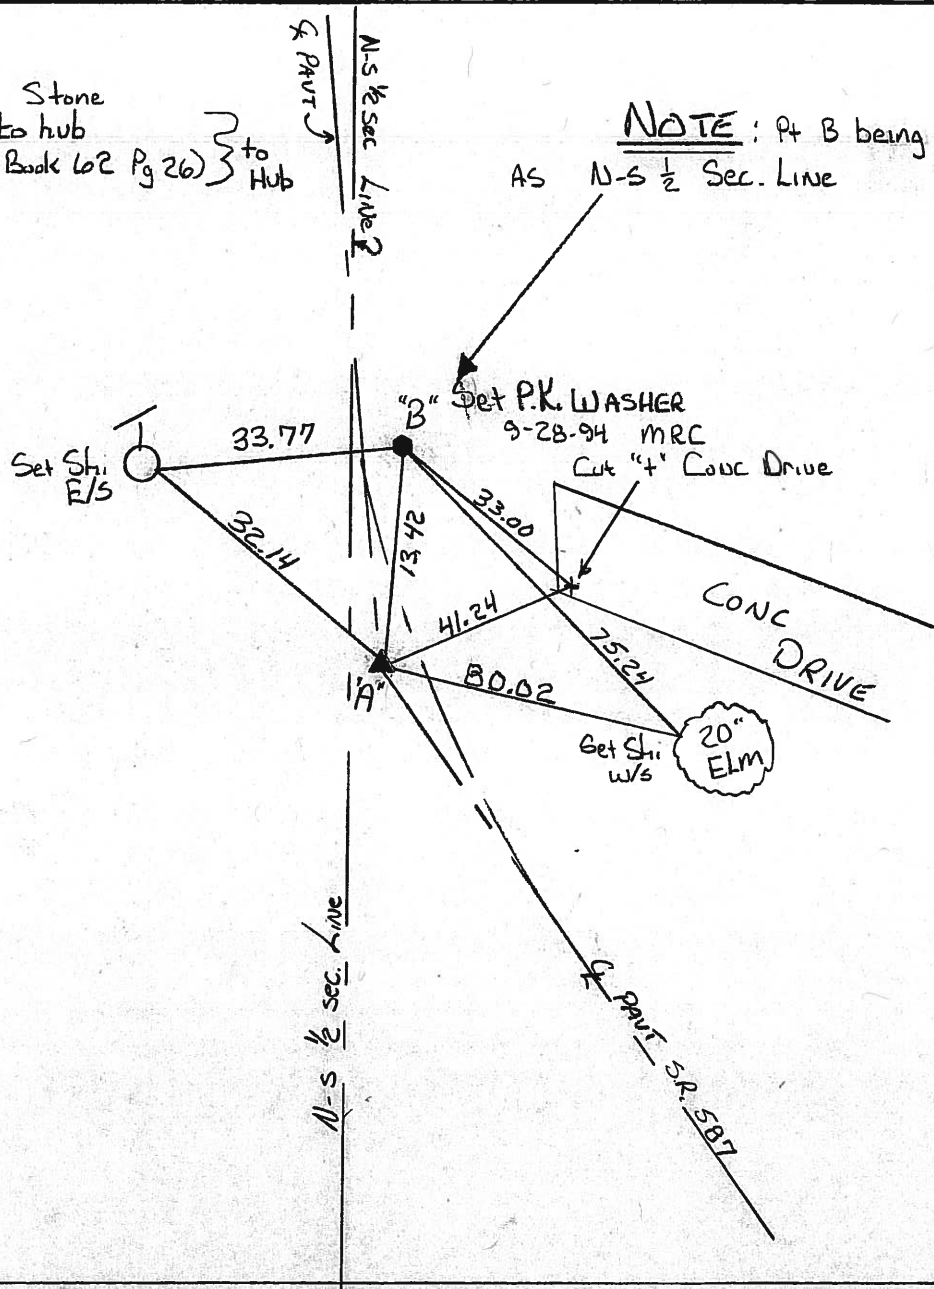 Stone
to hub
Book 62 Pg 26)
to
Hub
℄ PAVT
N-S ½ Sec Line?
NOTE : Pt B being
AS N-S ½ Sec. Line
"B" Set P.K. WASHER
9-28-94 MRC
Cut "+" Conc Drive
33.77
Set Shi
E/S
32.14
13.42
33.00
41.24
75.24
80.02
"A"
CONC
DRIVE
Set Shi
W/S
20"
ELM
N-S ½ Sec. Line
℄ PAVT S.R. 587